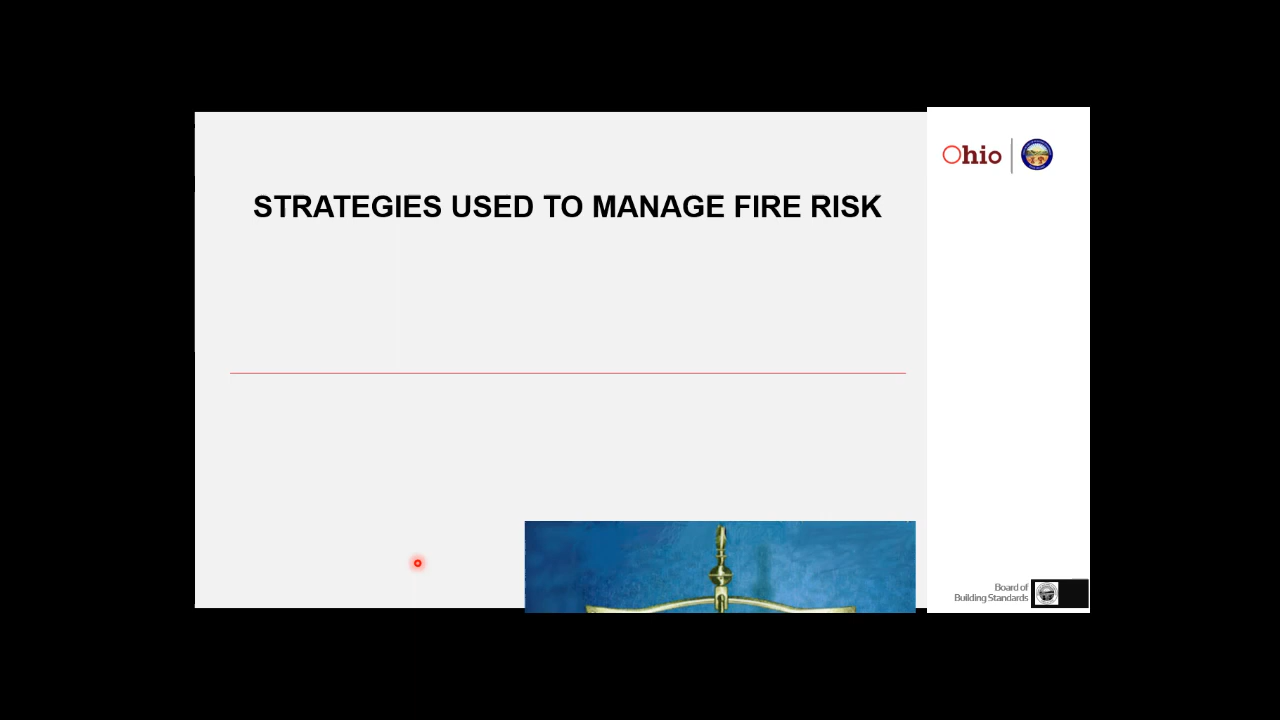 STRATEGIES USED TO MANAGE FIRE RISK
Ohio
Board of
Building Standards